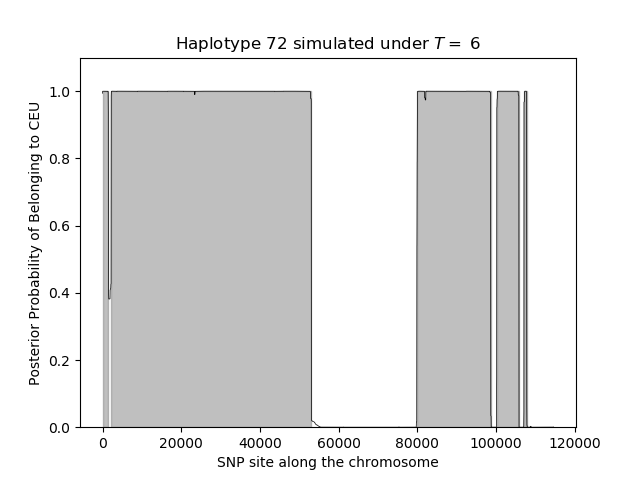 Haplotype 72 simulated under T = 6
Posterior Probability of Belonging to CEU
1.0
0.8
0.6
0.4
0.2
0.0
0 20000 40000 60000 80000 100000 120000
SNP site along the chromosome